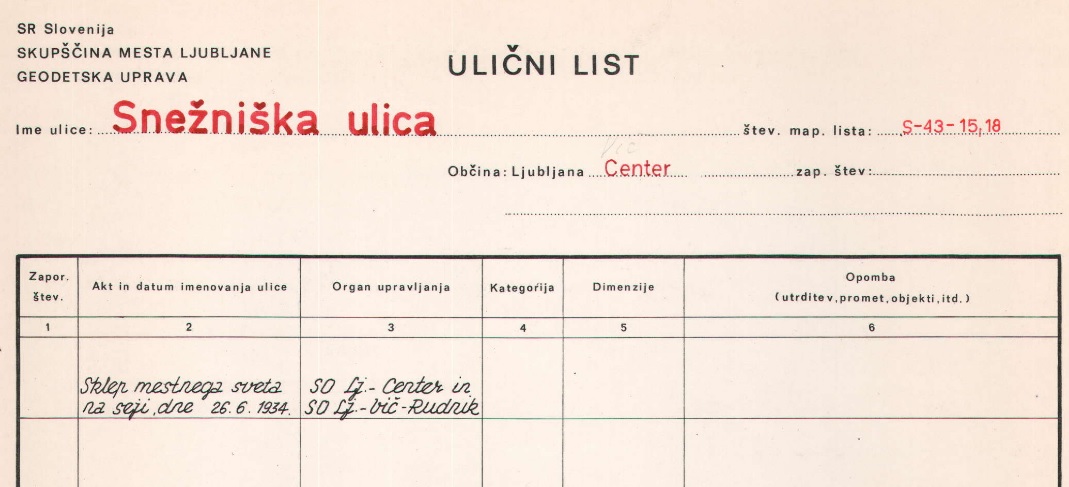 SR Slovenija
SKUPŠČINA MESTA LJUBLJANE
GEODETSKA UPRAVA
ULIČNI LIST
Ime ulice: Snežniška ulica štev. map. lista: S-43-15,18
Vič
Občina: Ljubljana Center zap. štev:
Zapor. štev. Akt in datum imenovanja ulice Organ upravljanja Kategorija Dimenzije Opomba (utrditev, promet, objekti, itd.)
1 2 3 4 5 6
Sklep mestnega sveta SO Lj.- Center in
na seji, dne 26.6.1934. SO Lj.-Vič-Rudnik